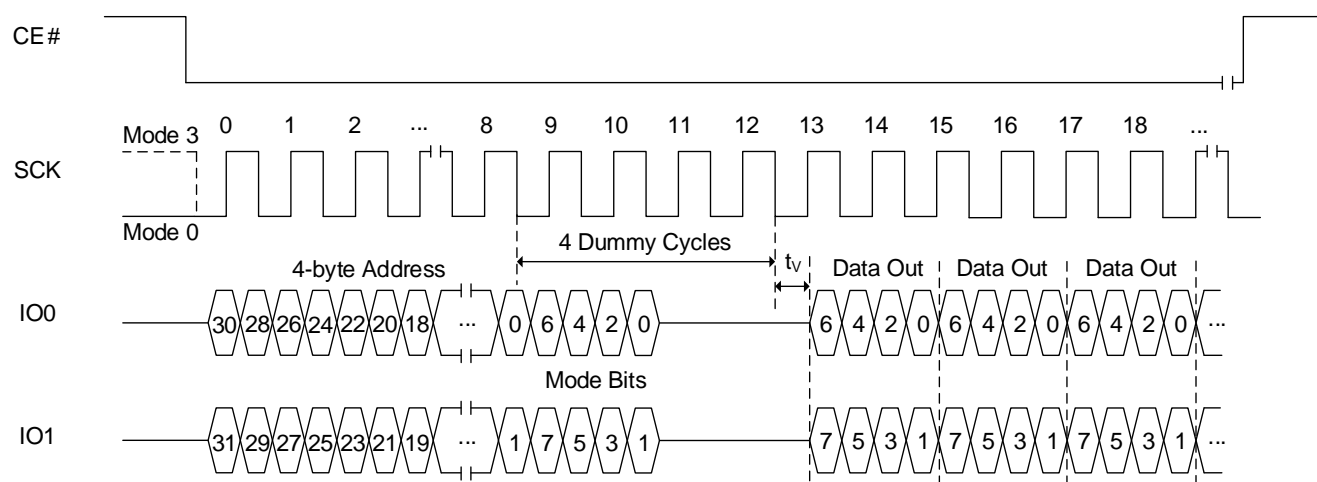 CE#
Mode 3 0 1 2 ... 8 9 10 11 12 13 14 15 16 17 18 ...
SCK
Mode 0
4 Dummy Cycles
4-byte Address tV Data Out Data Out Data Out
IO0 30 28 26 24 22 20 18 ... 0 6 4 2 0 6 4 2 0 6 4 2 0 6 4 2 0 ...
Mode Bits
IO1 31 29 27 25 23 21 19 ... 1 7 5 3 1 7 5 3 1 7 5 3 1 7 5 3 1 ...